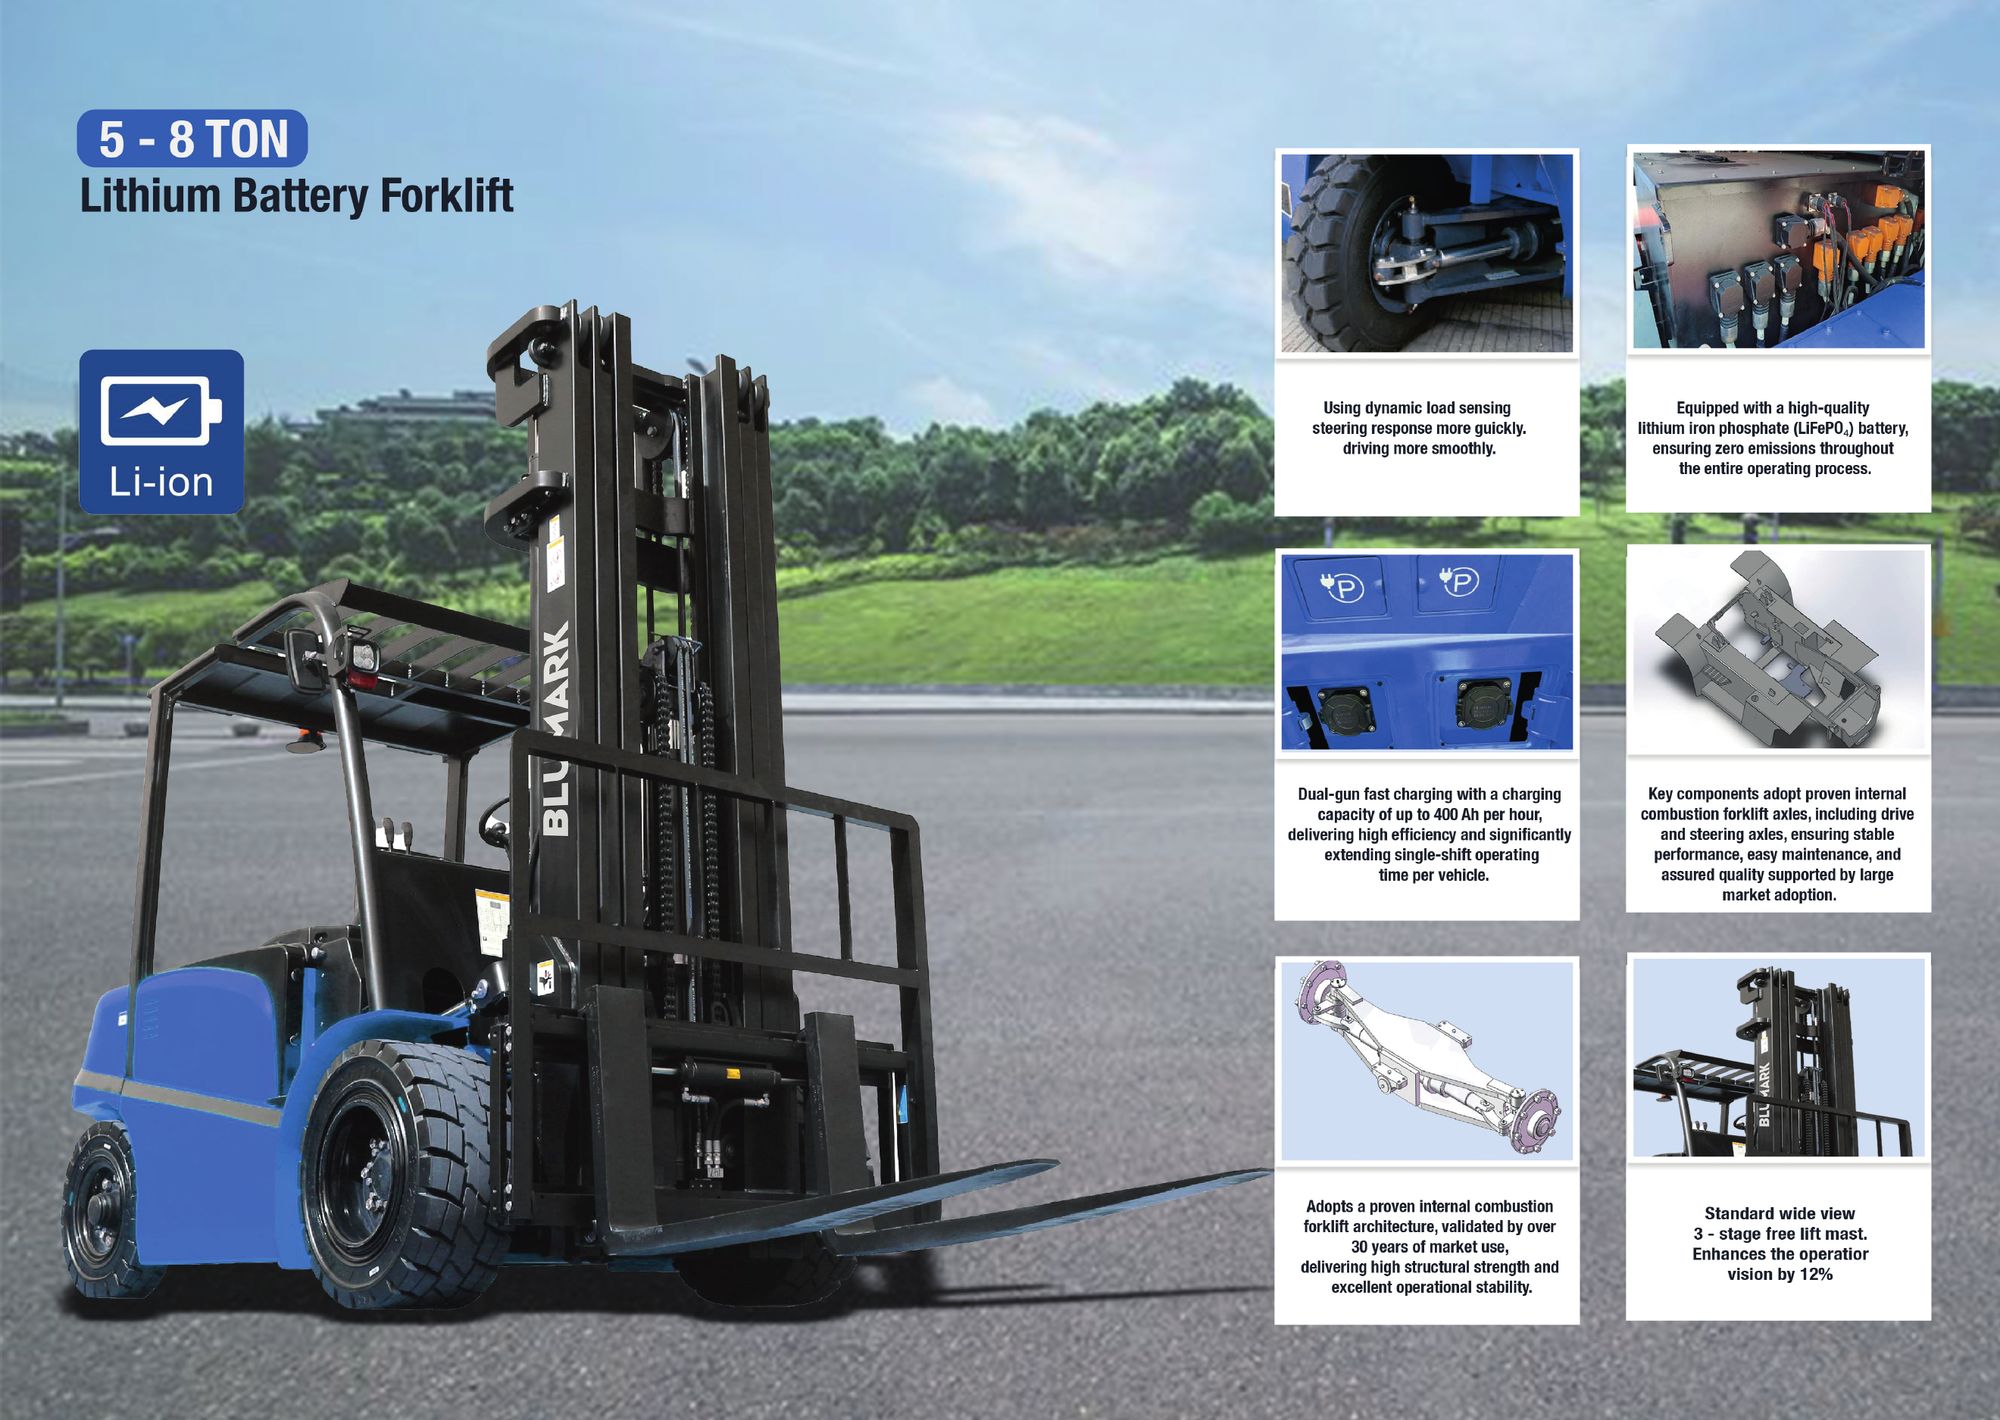 5 - 8 TON
Lithium Battery Forklift
Li-ion
BLUMARK
Using dynamic load sensing
steering response more guickly.
driving more smoothly.
Equipped with a high-quality
lithium iron phosphate (LiFePO₄) battery,
ensuring zero emissions throughout
the entire operating process.
P
P
Dual-gun fast charging with a charging
capacity of up to 400 Ah per hour,
delivering high efficiency and significantly
extending single-shift operating
time per vehicle.
Key components adopt proven internal
combustion forklift axles, including drive
and steering axles, ensuring stable
performance, easy maintenance, and
assured quality supported by large
market adoption.
Adopts a proven internal combustion
forklift architecture, validated by over
30 years of market use,
delivering high structural strength and
excellent operational stability.
BLUMARK
Standard wide view
3 - stage free lift mast.
Enhances the operatior
vision by 12%